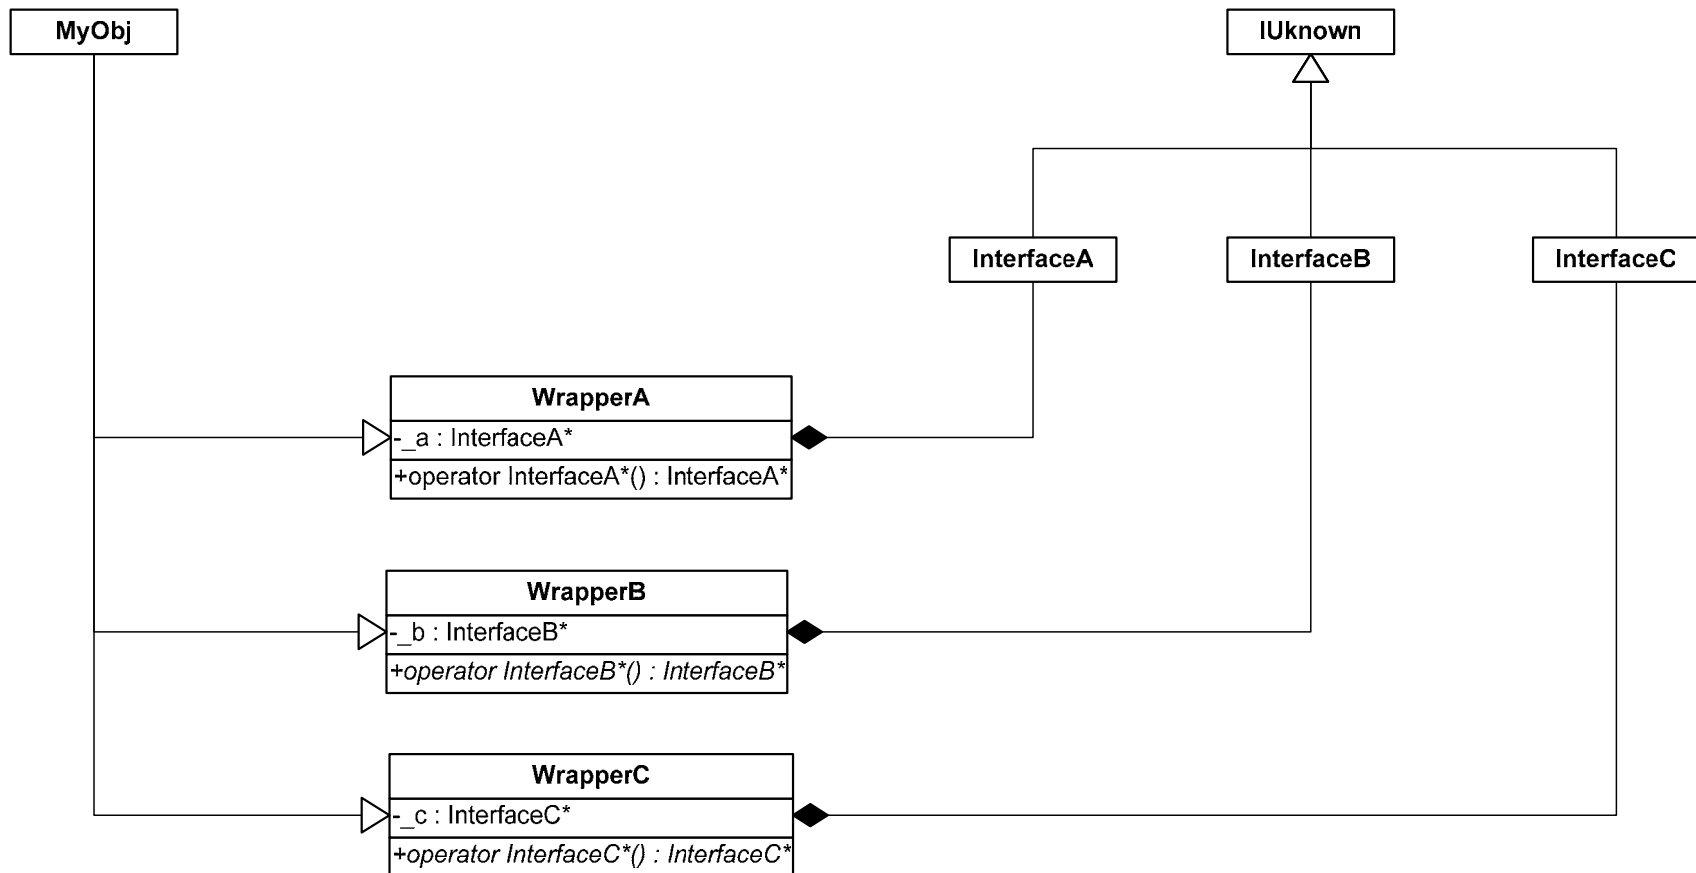 MyObj
IUknown
InterfaceA
InterfaceB
InterfaceC
WrapperA
-_a : InterfaceA*
+operator InterfaceA*() : InterfaceA*
WrapperB
-_b : InterfaceB*
+operator InterfaceB*() : InterfaceB*
WrapperC
-_c : InterfaceC*
+operator InterfaceC*() : InterfaceC*